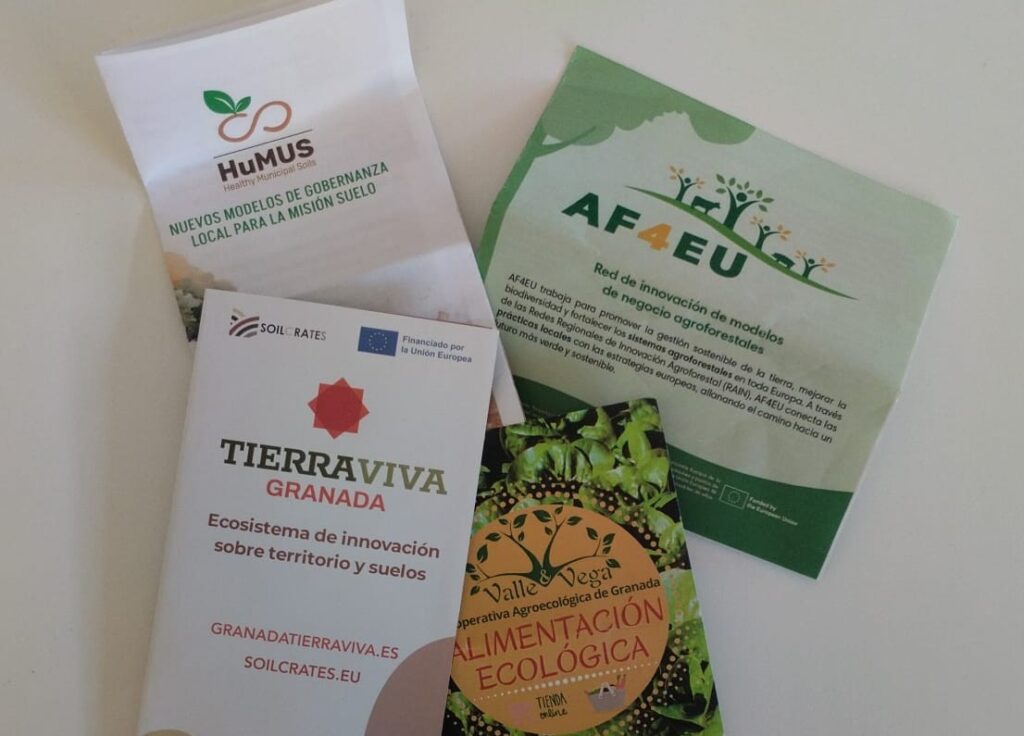 HuMUS
Healthy Municipal Soils
NUEVOS MODELOS DE GOBERNANZA
LOCAL PARA LA MISIÓN SUELO
AF4EU
Red de innovación de modelos
de negocio agroforestales
AF4EU trabaja para promover la gestión sostenible de la tierra, mejorar la
biodiversidad y fortalecer los sistemas agroforestales en toda Europa. A través
de las Redes Regionales de Innovación Agroforestal (RAIN), AF4EU conecta las
prácticas locales con las estrategias europeas, allanando el camino hacia un
futuro más verde y sostenible.
Funded by
the European Union
SOILCRATES
Financiado por
la Unión Europea
TIERRAVIVA
GRANADA
Ecosistema de innovación
sobre territorio y suelos
GRANADATIERRAVIVA.ES
SOILCRATES.EU
Valle & Vega
operativa Agroecológica de Granada
ALIMENTACIÓN
ECOLÓGICA
TIENDA
online